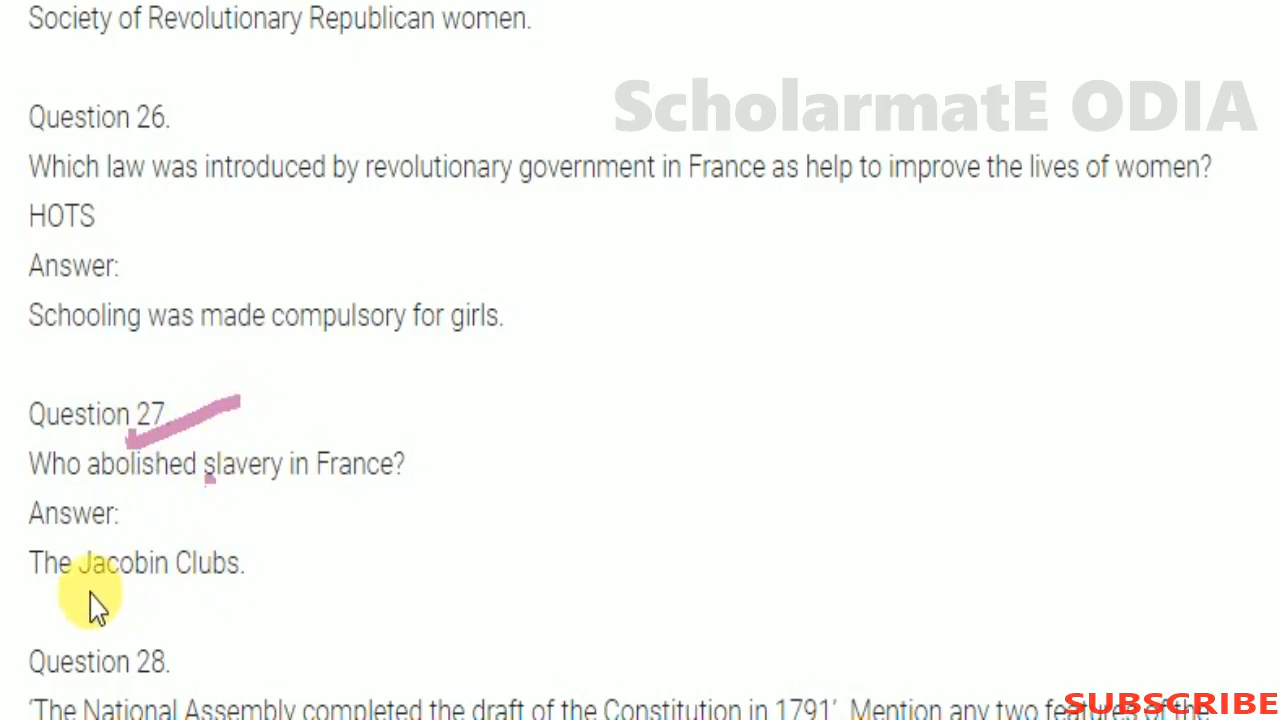 Society of Revolutionary Republican women.
ScholarmatE ODIA
Question 26.
Which law was introduced by revolutionary government in France as help to improve the lives of women?
HOTS
Answer:
Schooling was made compulsory for girls.
Question 27.
Who abolished slavery in France?
Answer:
The Jacobin Clubs.
Question 28.
‘The National Assembly completed the draft of the Constitution in 1791’. Mention any two features of the
SUBSCRIBE